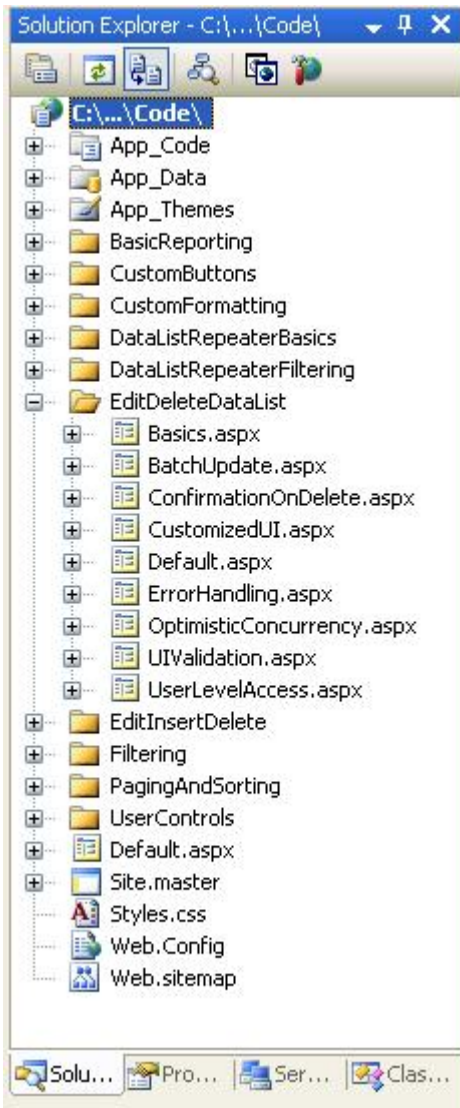 Solution Explorer - C:\...\Code\
C:\...\Code\
App_Code
App_Data
App_Themes
BasicReporting
CustomButtons
CustomFormatting
DataListRepeaterBasics
DataListRepeaterFiltering
EditDeleteDataList
Basics.aspx
BatchUpdate.aspx
ConfirmationOnDelete.aspx
CustomizedUI.aspx
Default.aspx
ErrorHandling.aspx
OptimisticConcurrency.aspx
UIValidation.aspx
UserLevelAccess.aspx
EditInsertDelete
Filtering
PagingAndSorting
UserControls
Default.aspx
Site.master
Styles.css
Web.Config
Web.sitemap
Solu... Pro... Ser... Clas...